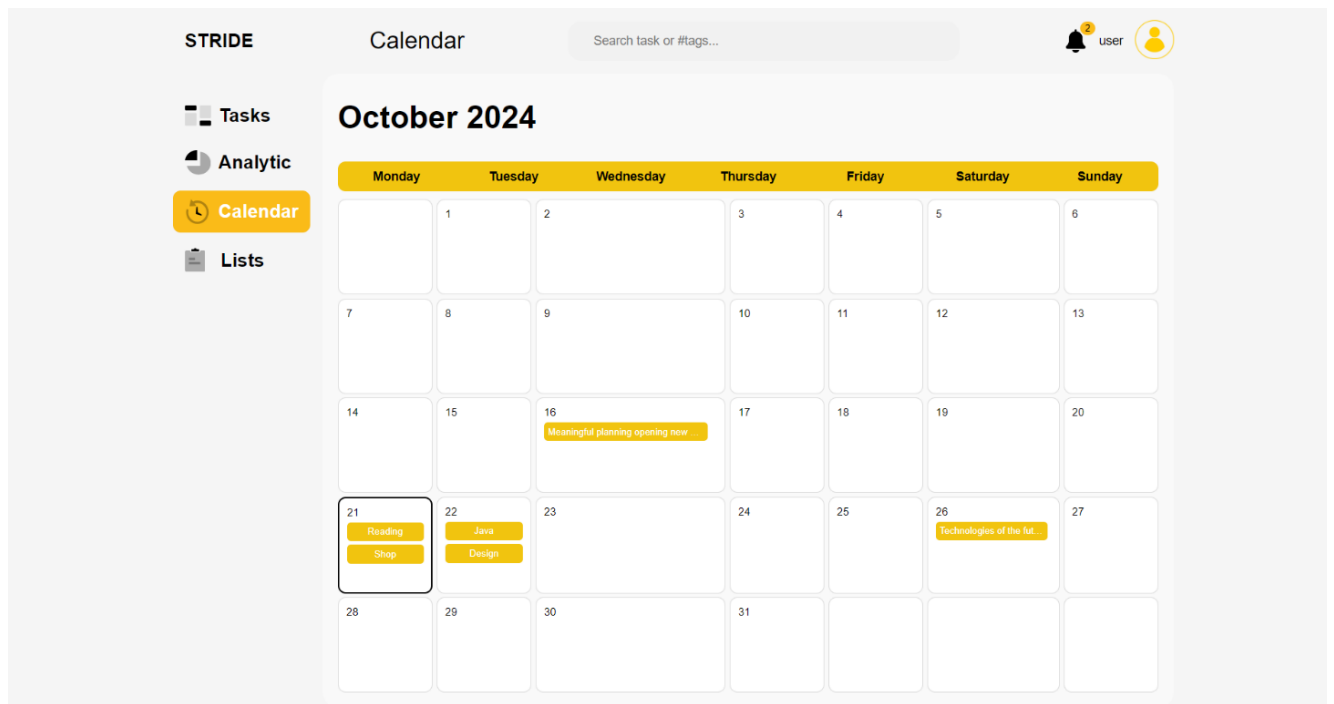 STRIDE
Calendar
Search task or #tags...
2
user
Tasks
Analytic
Calendar
Lists
October 2024
Monday Tuesday Wednesday Thursday Friday Saturday Sunday
1 2 3 4 5 6
7 8 9 10 11 12 13
14 15 16 17 18 19 20
Meaningful planning opening new ...
21 22 23 24 25 26 27
Reading Java Technologies of the fut...
Shop Design
28 29 30 31